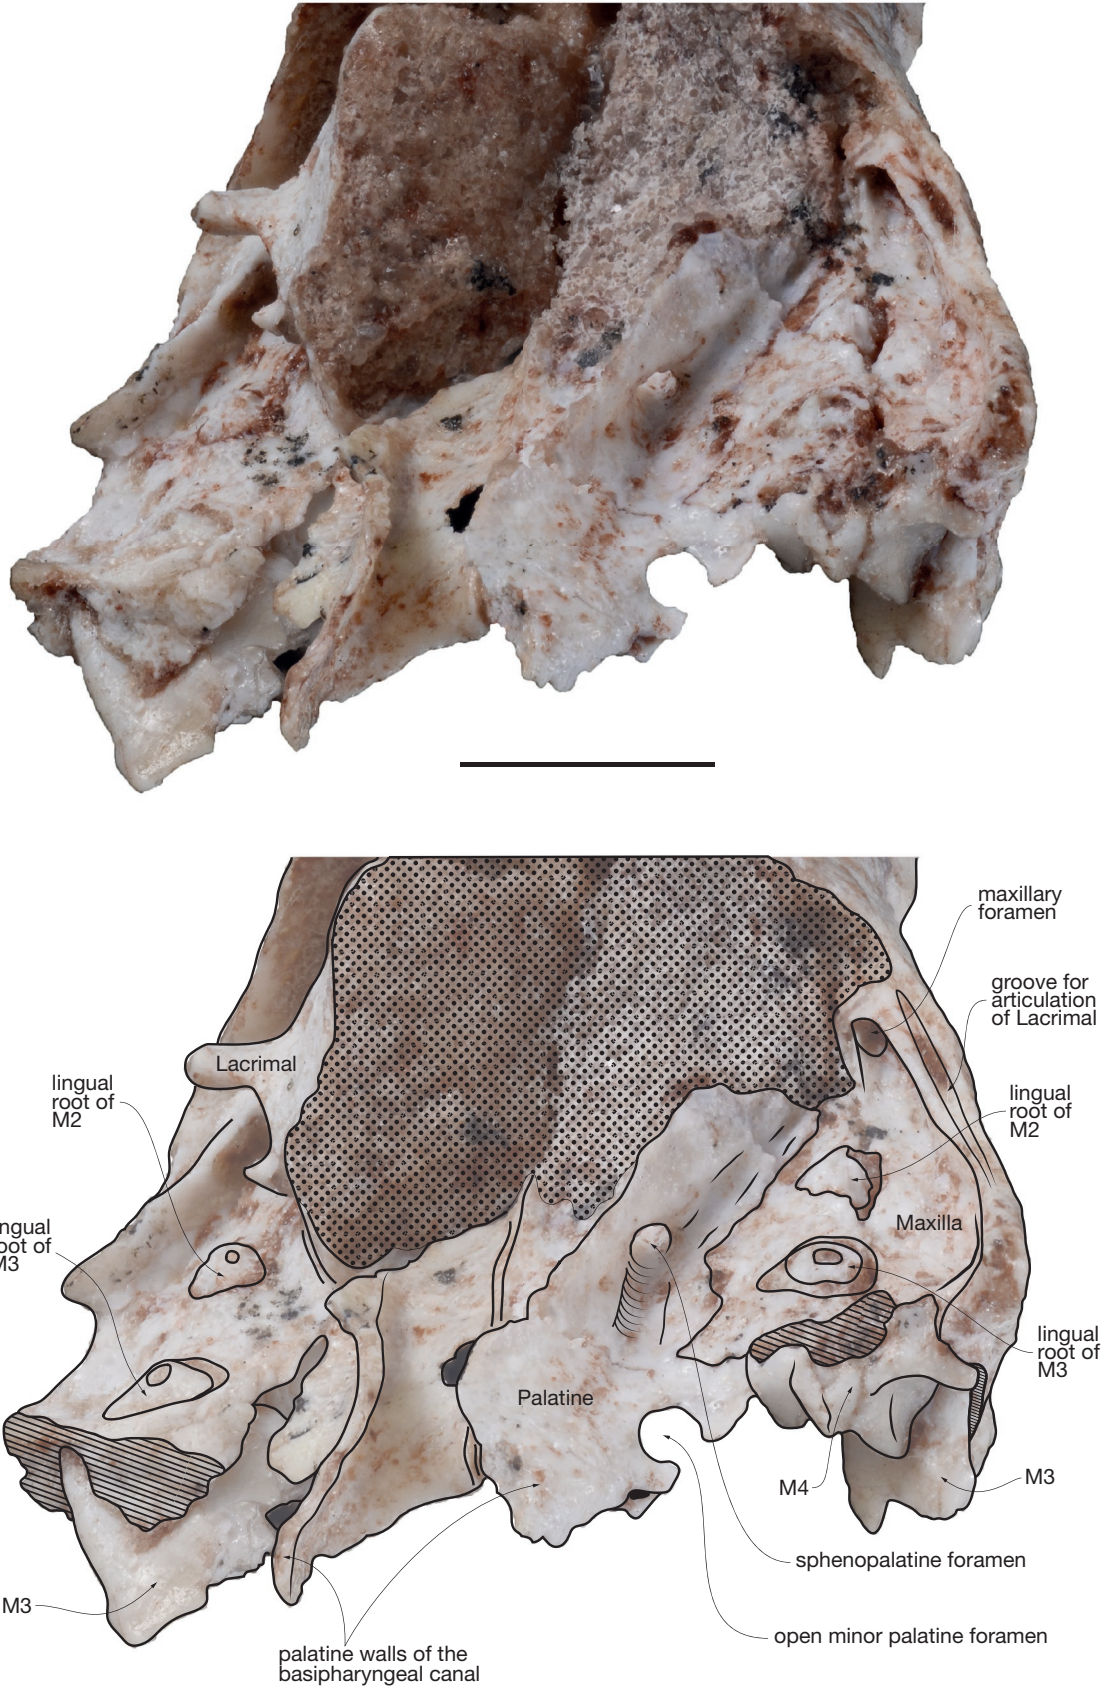 maxillary
foramen
groove for
articulation
of Lacrimal
Lacrimal
lingual
root of
M2
lingual
root of
M2
Maxilla
ngual
oot of
M3
lingual
root of
M3
Palatine
M4
M3
sphenopalatine foramen
M3
open minor palatine foramen
palatine walls of the
basipharyngeal canal